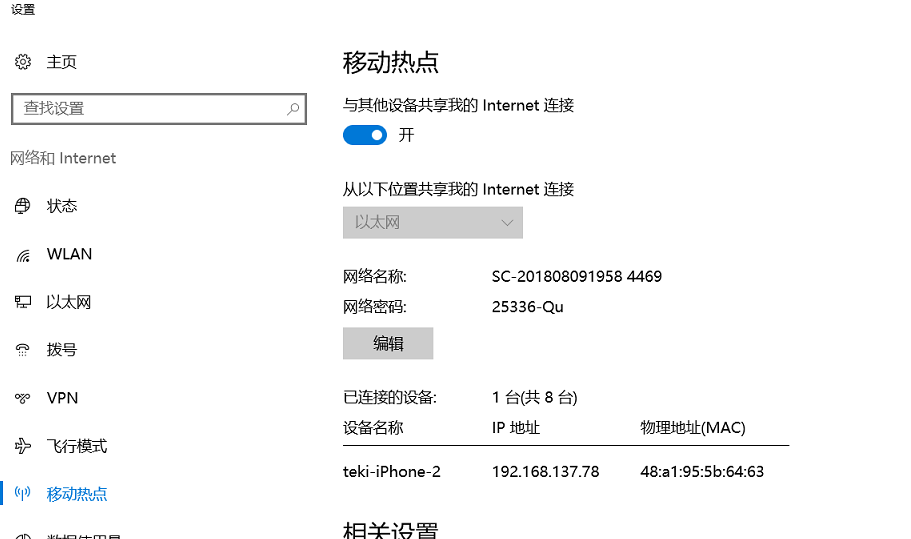 设置
主页
查找设置
网络和 Internet
状态
WLAN
以太网
拨号
VPN
飞行模式
移动热点
数据使用量
移动热点
与其他设备共享我的 Internet 连接
开
从以下位置共享我的 Internet 连接
以太网
网络名称: SC-201808091958 4469
网络密码: 25336-Qu
编辑
已连接的设备: 1 台(共 8 台)
设备名称 IP 地址 物理地址(MAC)
teki-iPhone-2 192.168.137.78 48:a1:95:5b:64:63
相关设置